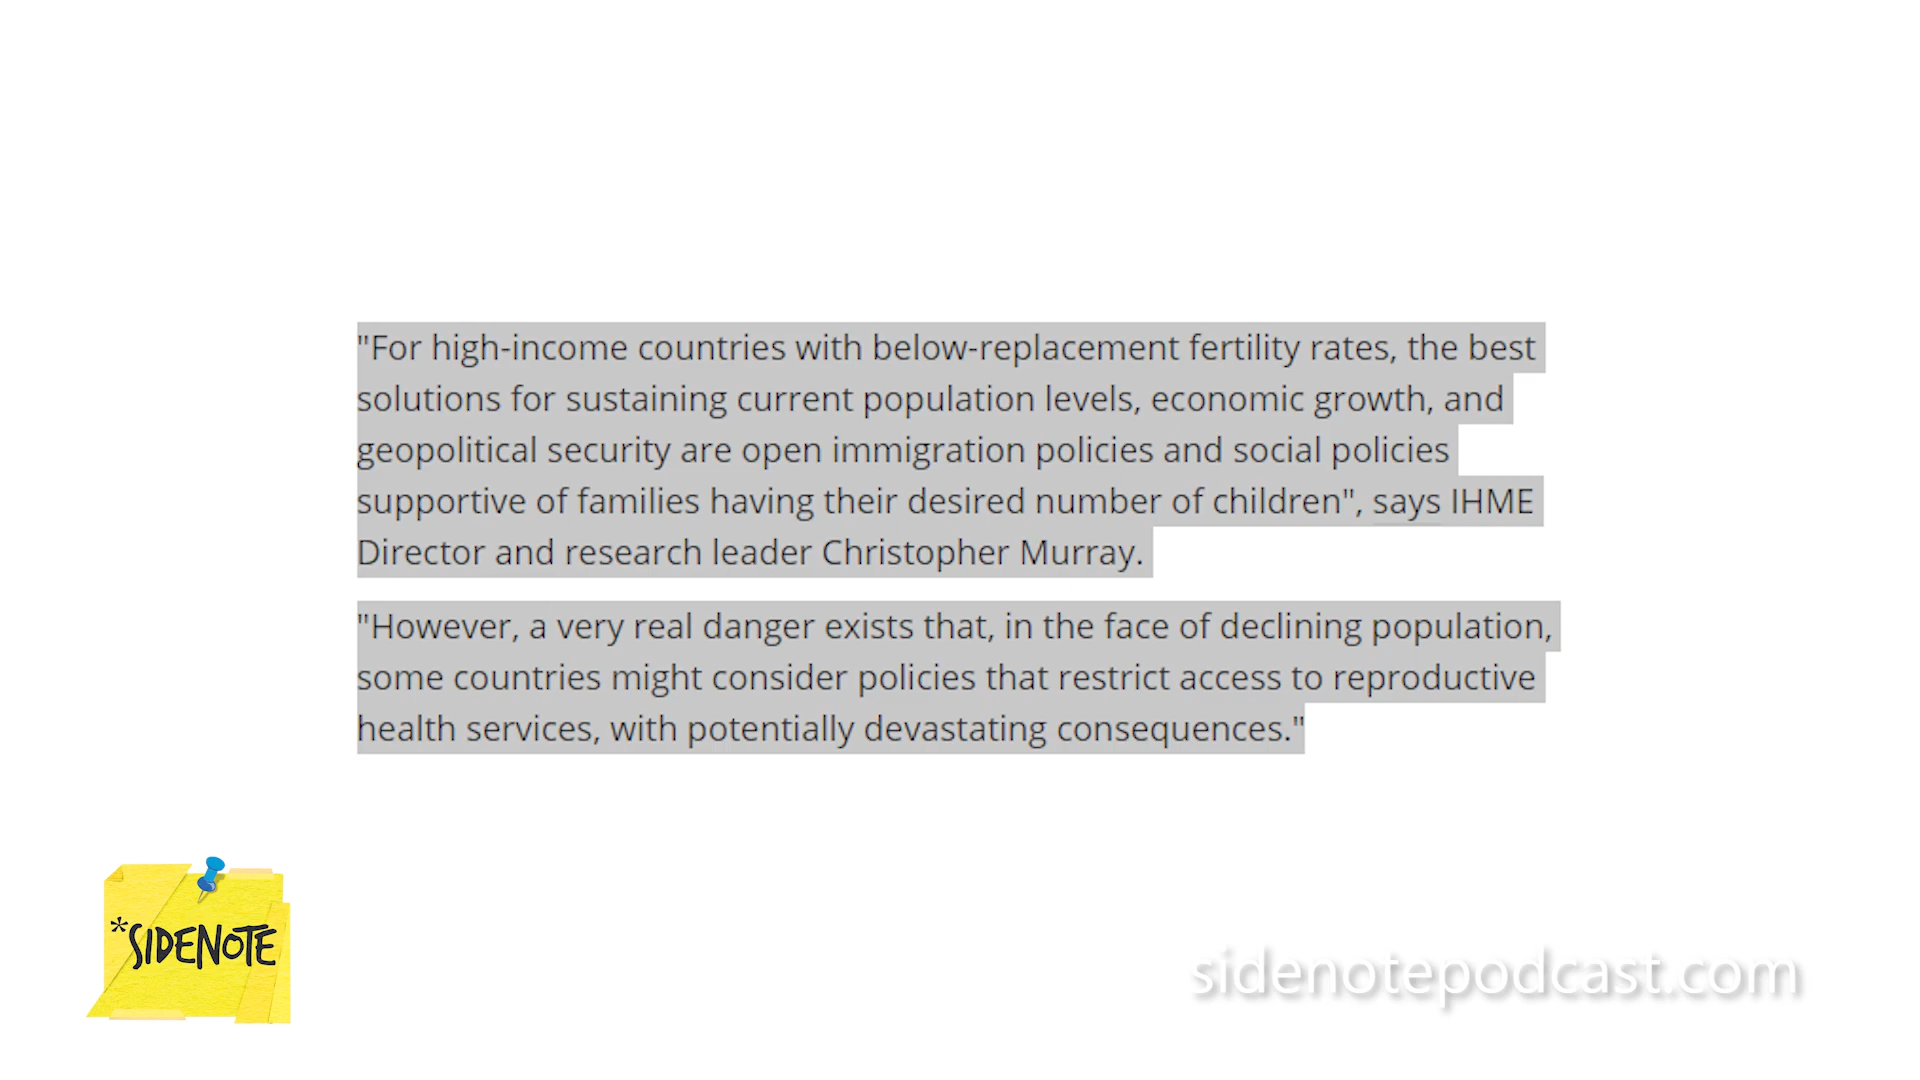 "For high-income countries with below-replacement fertility rates, the best
solutions for sustaining current population levels, economic growth, and
geopolitical security are open immigration policies and social policies
supportive of families having their desired number of children", says IHME
Director and research leader Christopher Murray.
"However, a very real danger exists that, in the face of declining population,
some countries might consider policies that restrict access to reproductive
health services, with potentially devastating consequences."
*SIDENOTE
sidenotepodcast.com